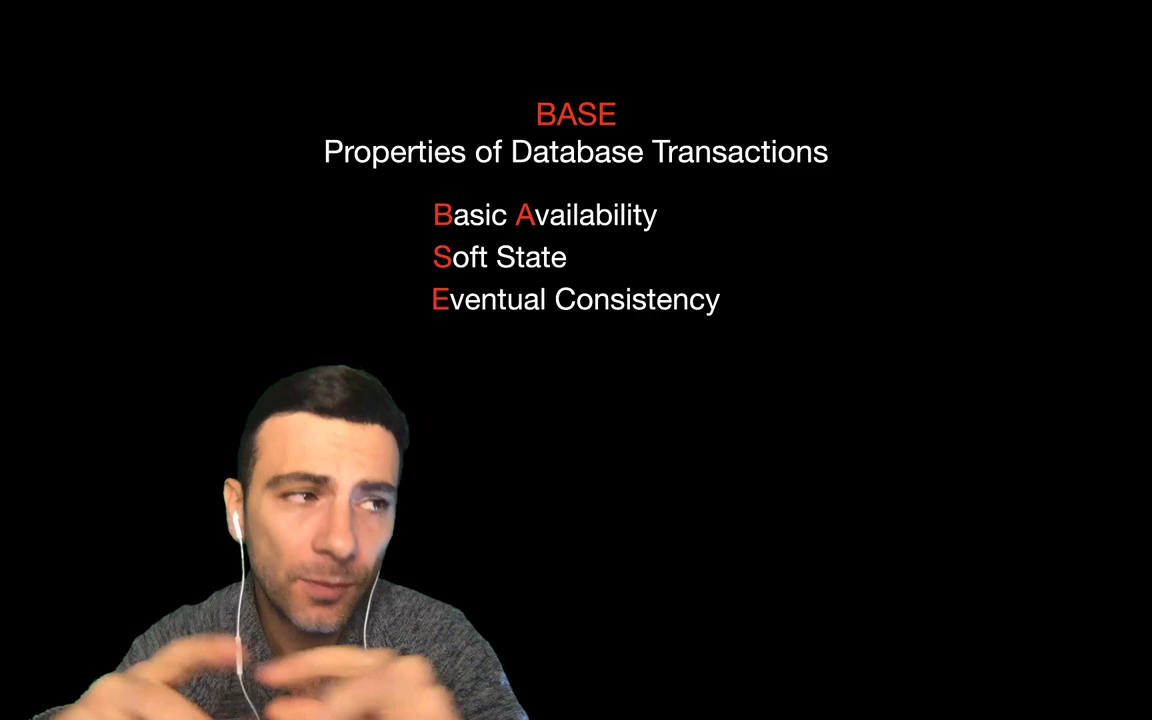 BASE
Properties of Database Transactions
Basic Availability
Soft State
Eventual Consistency